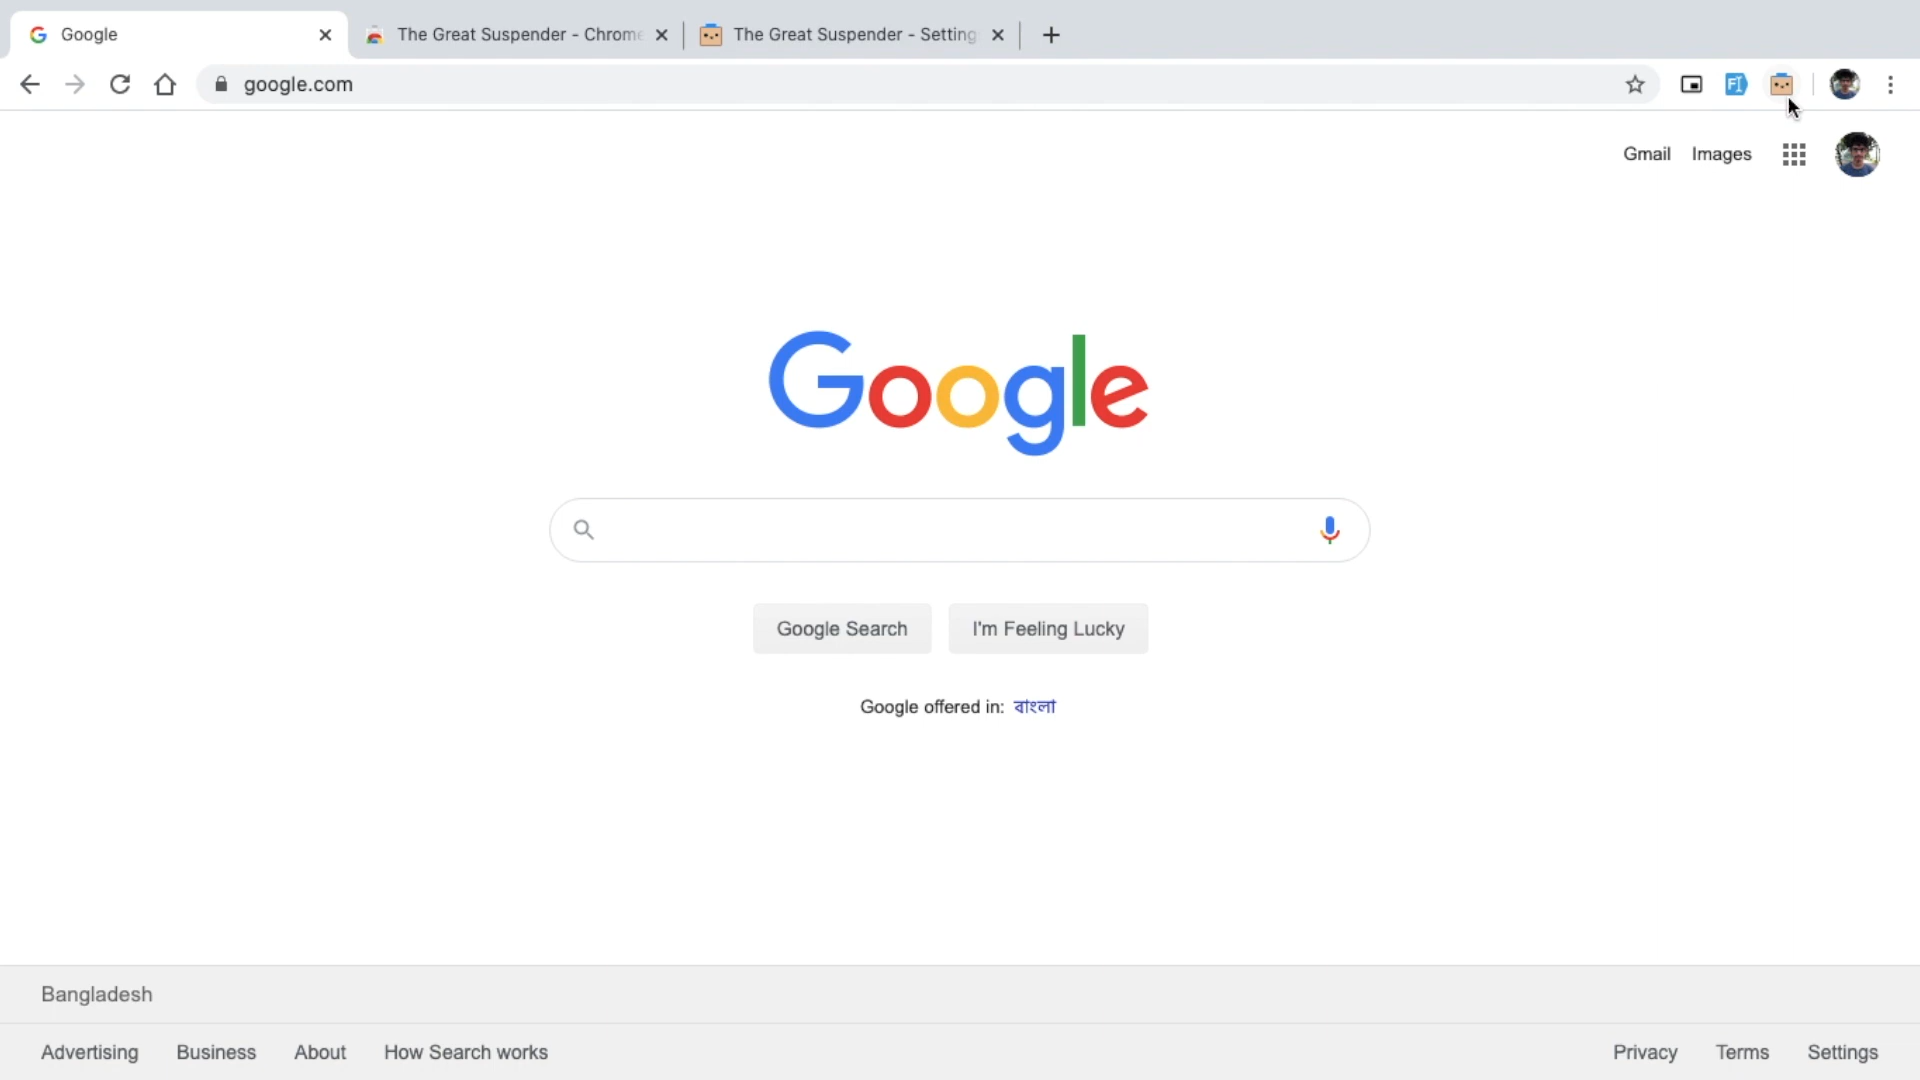 Google
The Great Suspender - Chrome
The Great Suspender - Setting
google.com
Gmail Images
Google
Google Search
I'm Feeling Lucky
Google offered in: বাংলা
Bangladesh
Advertising Business About How Search works
Privacy Terms Settings